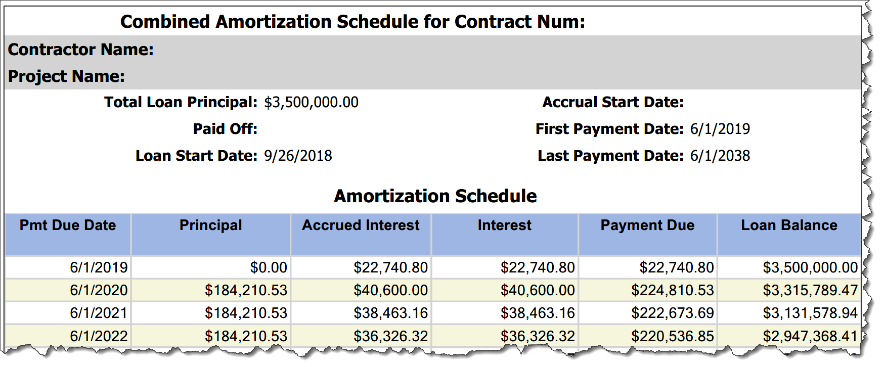 Combined Amortization Schedule for Contract Num:
Contractor Name:
Project Name:
Total Loan Principal: $3,500,000.00 Accrual Start Date:
Paid Off: First Payment Date: 6/1/2019
Loan Start Date: 9/26/2018 Last Payment Date: 6/1/2038
Amortization Schedule
Pmt Due Date Principal Accrued Interest Interest Payment Due Loan Balance
6/1/2019 $0.00 $22,740.80 $22,740.80 $22,740.80 $3,500,000.00
6/1/2020 $184,210.53 $40,600.00 $40,600.00 $224,810.53 $3,315,789.47
6/1/2021 $184,210.53 $38,463.16 $38,463.16 $222,673.69 $3,131,578.94
6/1/2022 $184,210.53 $36,326.32 $36,326.32 $220,536.85 $2,947,368.41